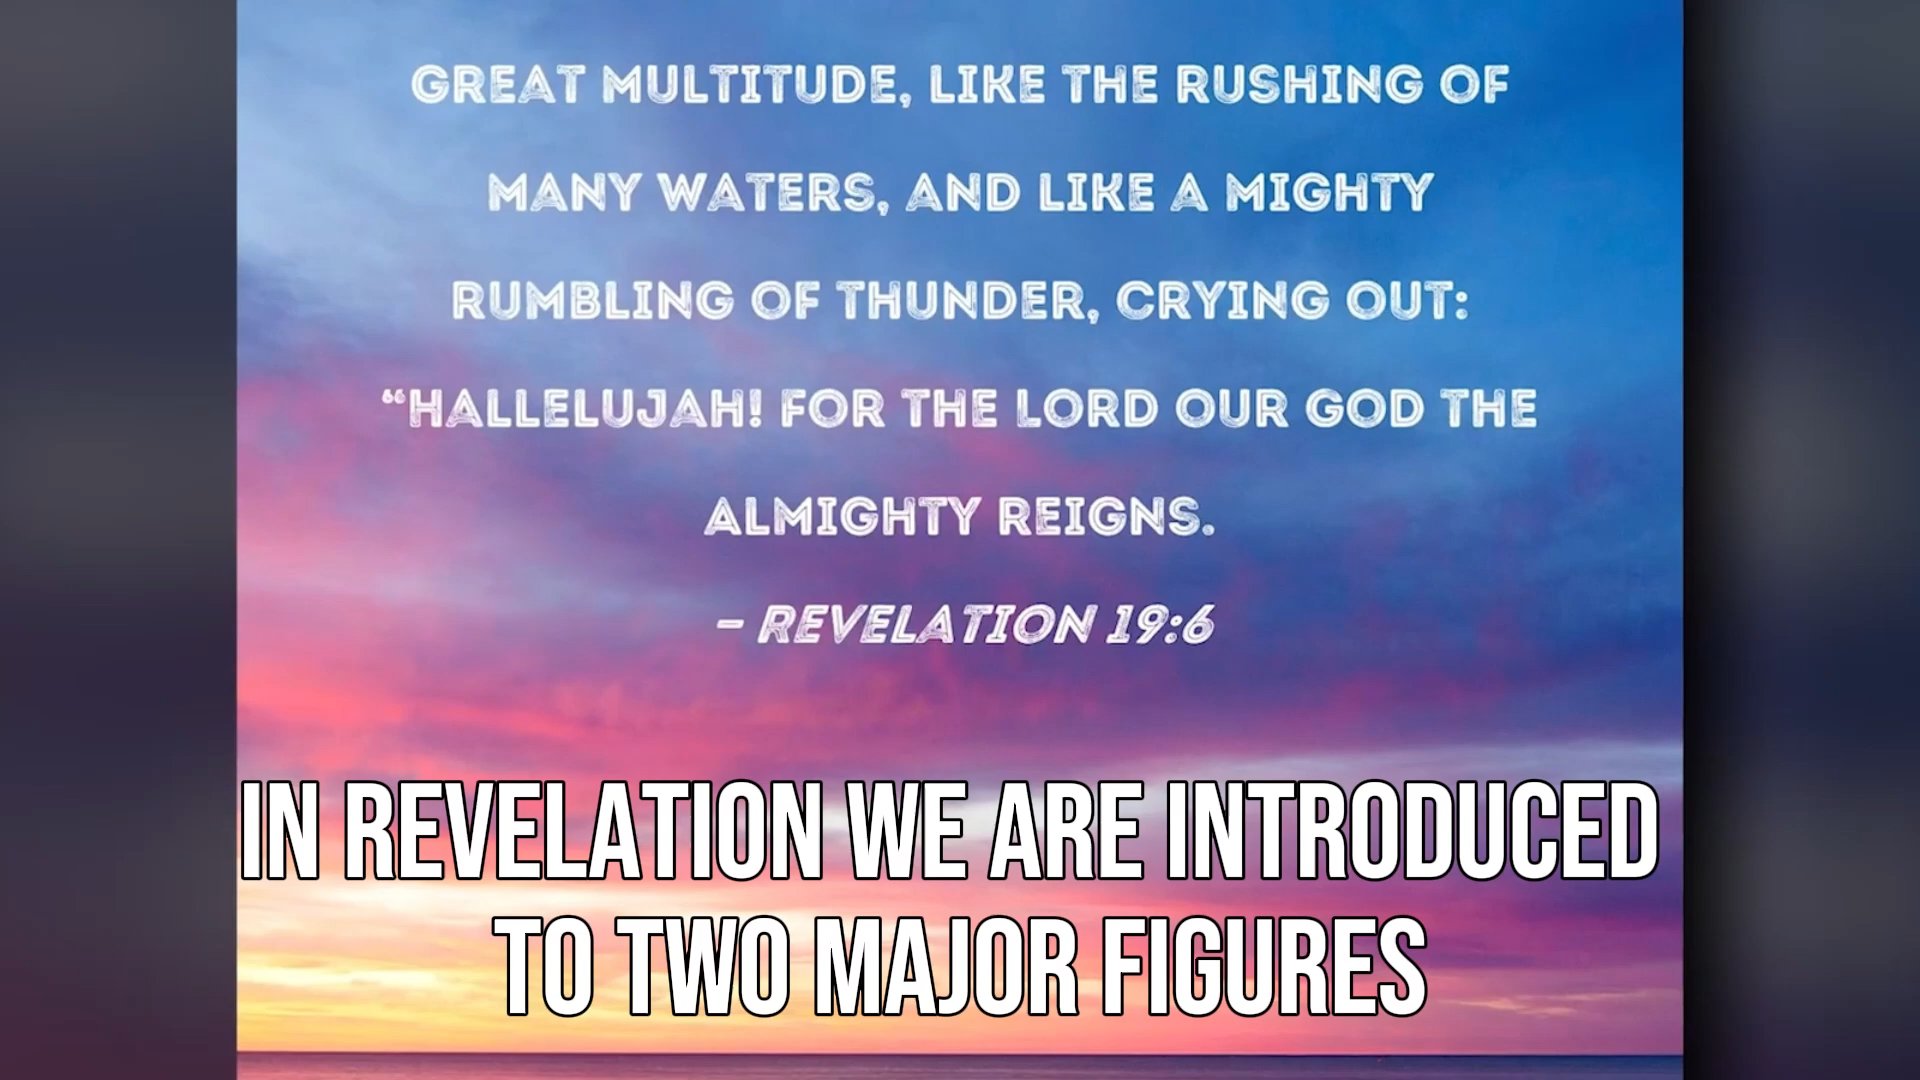 GREAT MULTITUDE, LIKE THE RUSHING OF
MANY WATERS, AND LIKE A MIGHTY
RUMBLING OF THUNDER, CRYING OUT:
“HALLELUJAH! FOR THE LORD OUR GOD THE
ALMIGHTY REIGNS.
– REVELATION 19:6
IN REVELATION WE ARE INTRODUCED
TO TWO MAJOR FIGURES